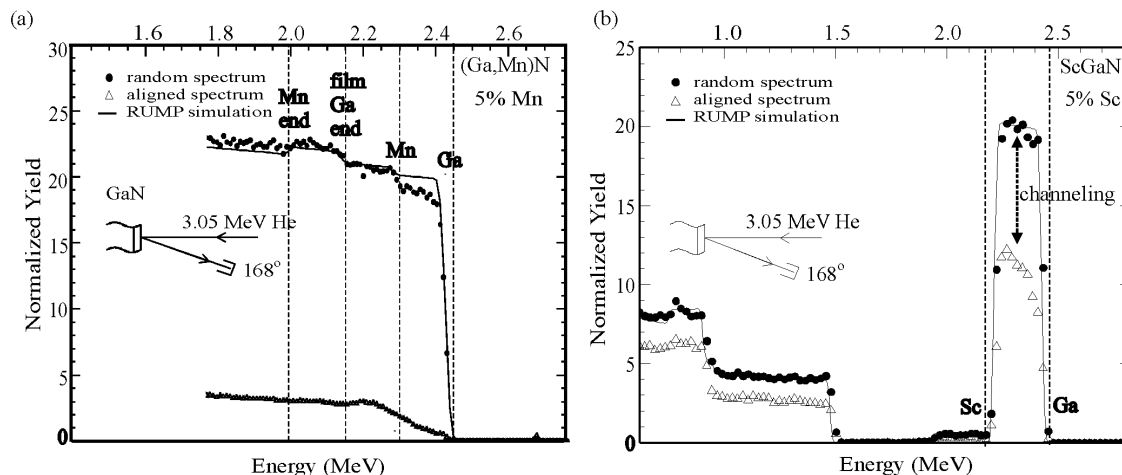 (a)
1.6 1.8 2.0 2.2 2.4 2.6
30
25
20
15
10
5
0
Normalized Yield
random spectrum
aligned spectrum
RUMP simulation
(Ga,Mn)N
5% Mn
Mn
end
film
Ga
end
Mn
Ga
GaN
3.05 MeV He
168°
Energy (MeV)
(b)
1.0 1.5 2.0 2.5
25
20
15
10
5
0
Normalized Yield
random spectrum
aligned spectrum
RUMP simulation
ScGaN
5% Sc
channeling
3.05 MeV He
168°
Sc
Ga
Energy (MeV)